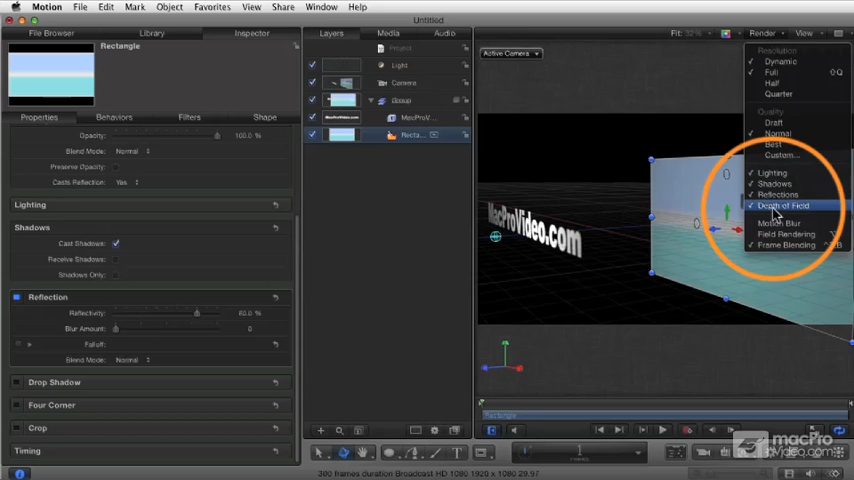 Motion File Edit Mark Object Favorites View Share Window Help
Untitled
File Browser Library Inspector
Layers Media Audio
Fit: 32% Render View
Rectangle
Project
Light
Camera
Group
MacProV...
Recta...
Properties Behaviors Filters Shape
Opacity: 100.0 %
Blend Mode: Normal
Preserve Opacity:
Casts Reflection: Yes
Lighting
Shadows
Cast Shadows:
Receive Shadows:
Shadows Only:
Reflection
Reflectivity: 60.0 %
Blur Amount: 0
Falloff:
Blend Mode: Normal
Drop Shadow
Four Corner
Crop
Timing
Active Camera
MacProVideo.com
Resolution
Dynamic
Full ⇧Q
Half
Quarter
Quality
Draft
Normal
Best
Custom...
Lighting
Shadows
Reflections
Depth of Field
Motion Blur
Field Rendering
Frame Blending
Rectangle
300 frames duration Broadcast HD 1080 1920 x 1080 29.97
macPro
Video.com